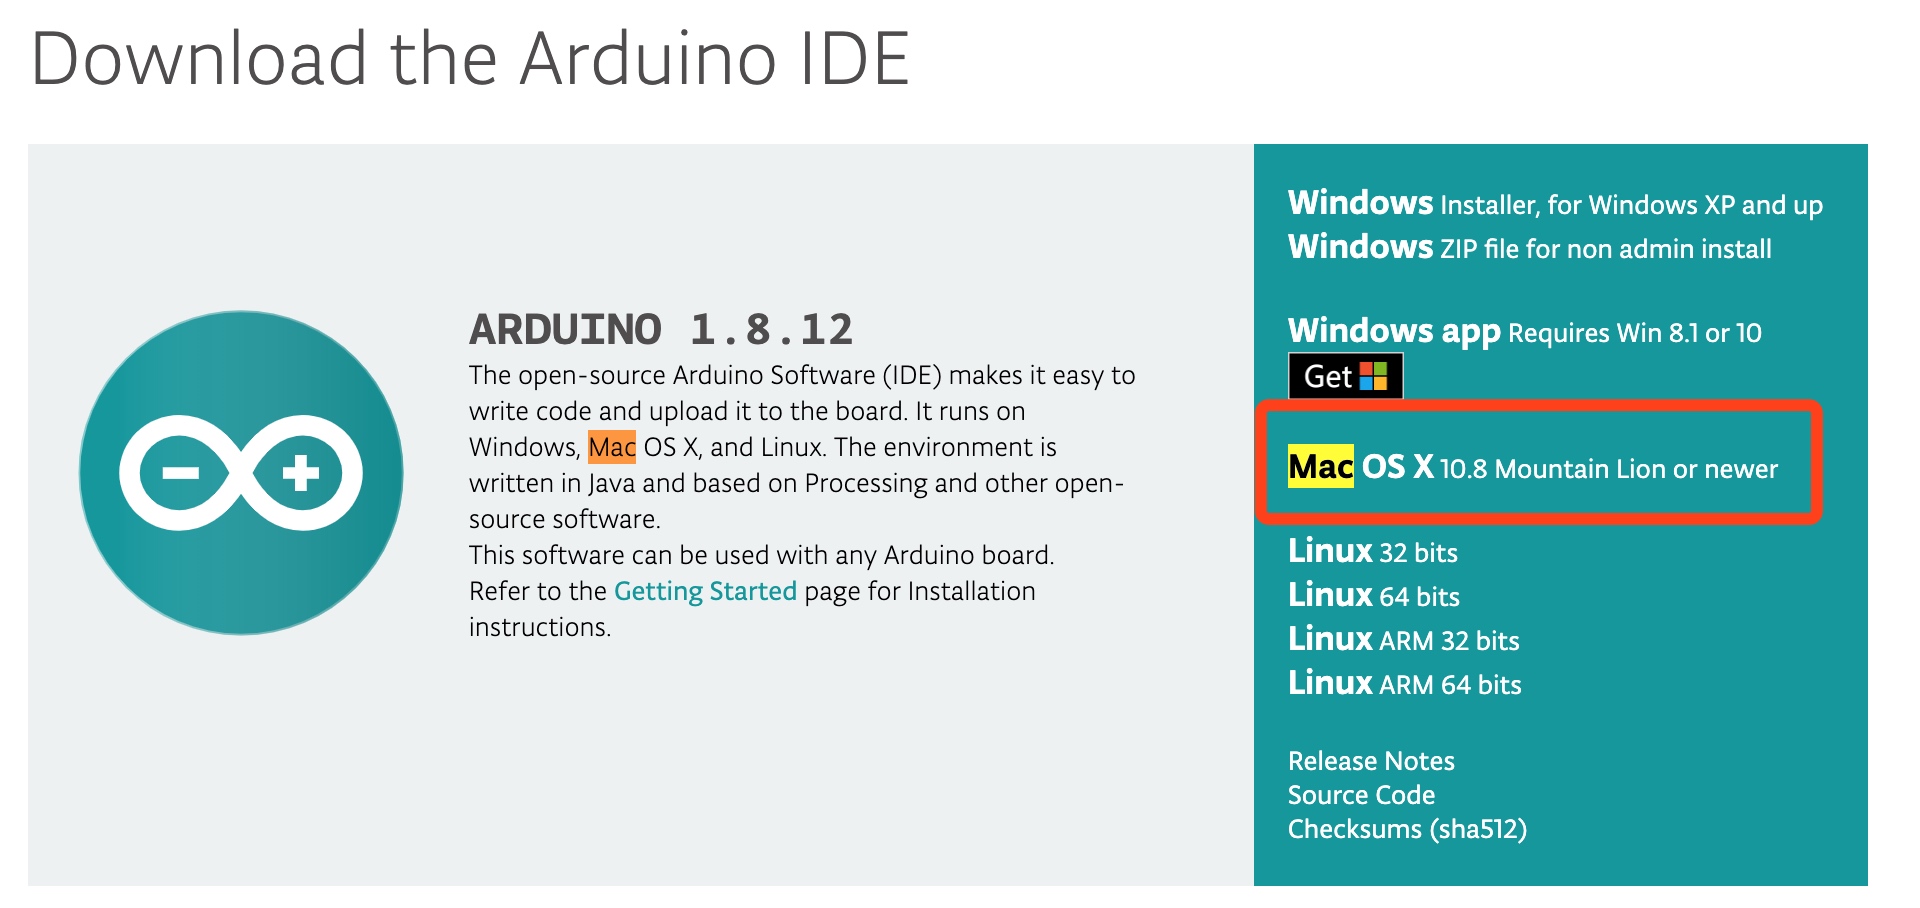 Download the Arduino IDE
ARDUINO 1.8.12
The open-source Arduino Software (IDE) makes it easy to
write code and upload it to the board. It runs on
Windows, Mac OS X, and Linux. The environment is
written in Java and based on Processing and other open-
source software.
This software can be used with any Arduino board.
Refer to the Getting Started page for Installation
instructions.
Windows Installer, for Windows XP and up
Windows ZIP file for non admin install
Windows app Requires Win 8.1 or 10
Get
Mac OS X 10.8 Mountain Lion or newer
Linux 32 bits
Linux 64 bits
Linux ARM 32 bits
Linux ARM 64 bits
Release Notes
Source Code
Checksums (sha512)